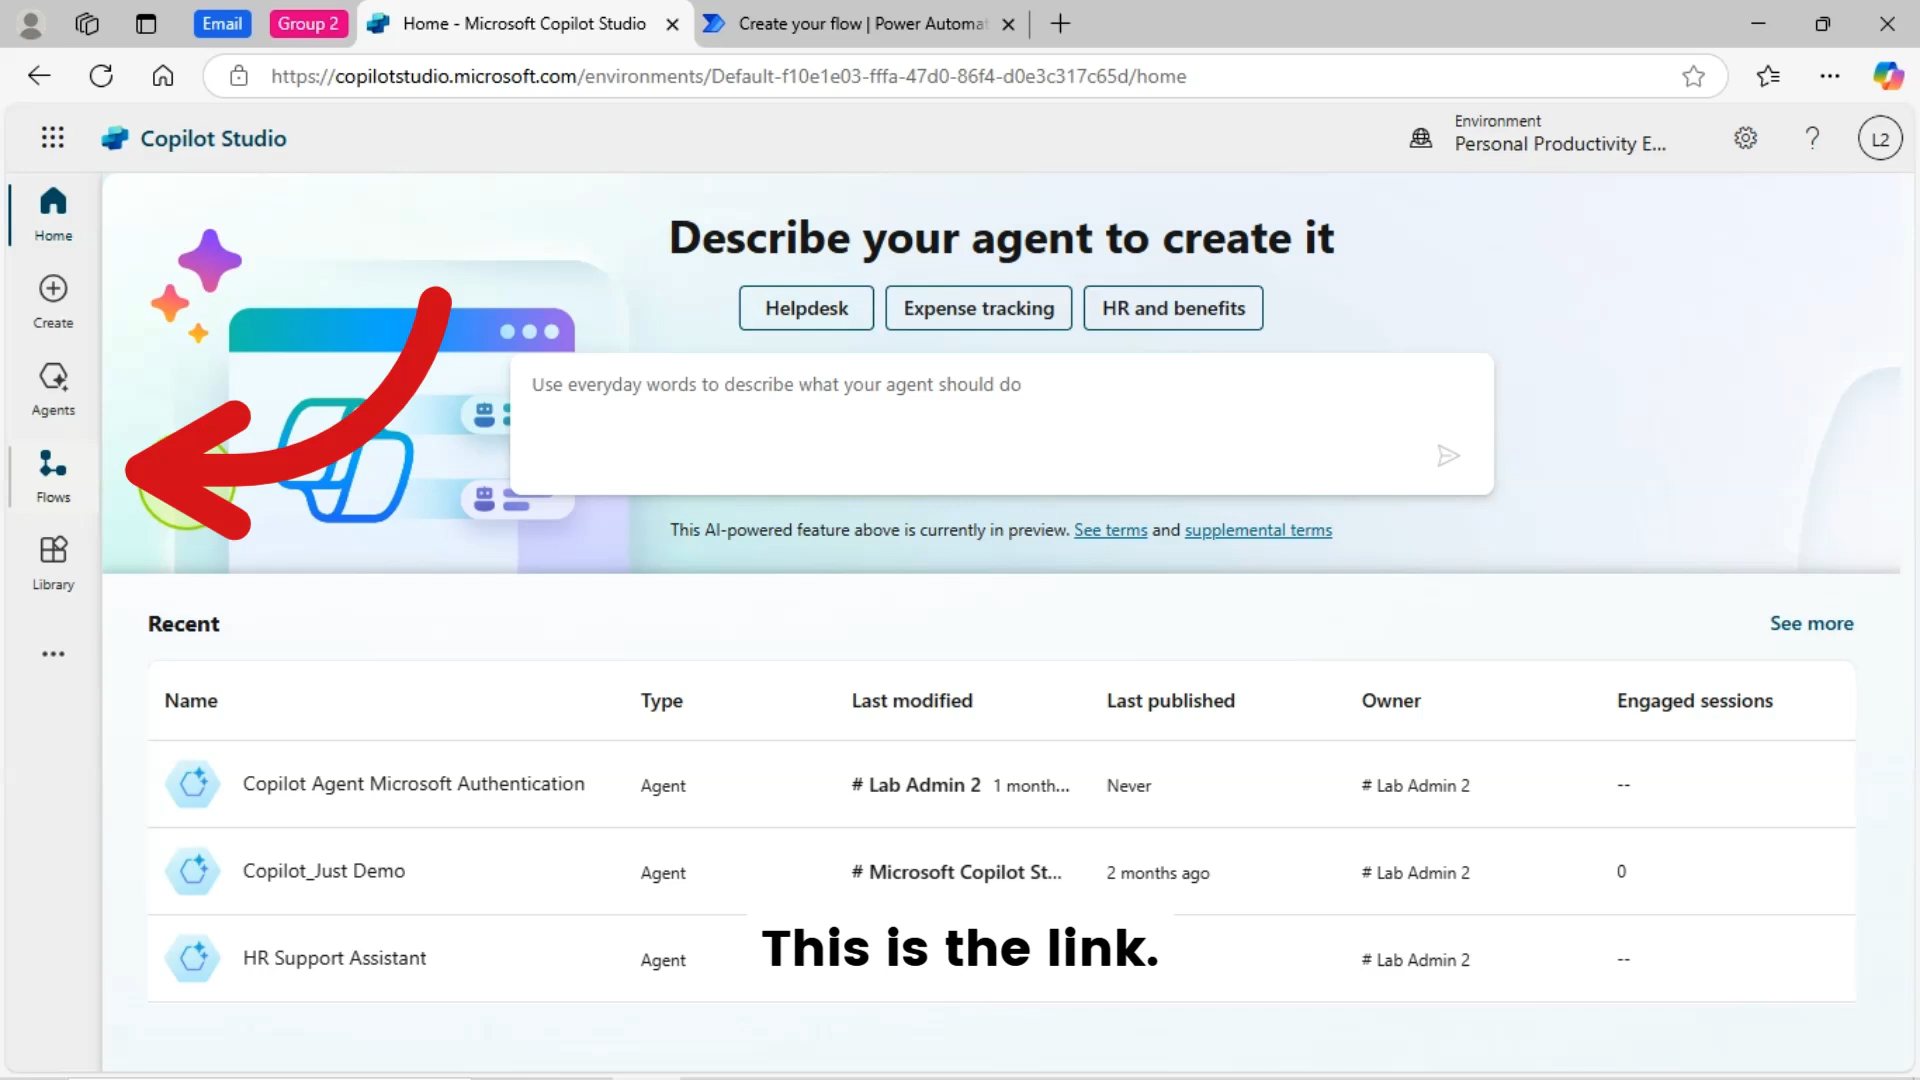 Email
Group 2
Home - Microsoft Copilot Studio
Create your flow | Power Automat
https://copilotstudio.microsoft.com/environments/Default-f10e1e03-fffa-47d0-86f4-d0e3c317c65d/home
Copilot Studio
Environment
Personal Productivity E...
?
L2
Home
Create
Agents
Flows
Library
Describe your agent to create it
Helpdesk
Expense tracking
HR and benefits
Use everyday words to describe what your agent should do
This AI-powered feature above is currently in preview. See terms and supplemental terms
Recent
See more
Name Type Last modified Last published Owner Engaged sessions
Copilot Agent Microsoft Authentication Agent # Lab Admin 2 1 month... Never # Lab Admin 2 --
Copilot_Just Demo Agent # Microsoft Copilot St... 2 months ago # Lab Admin 2 0
HR Support Assistant Agent # Lab Admin 2 --
This is the link.